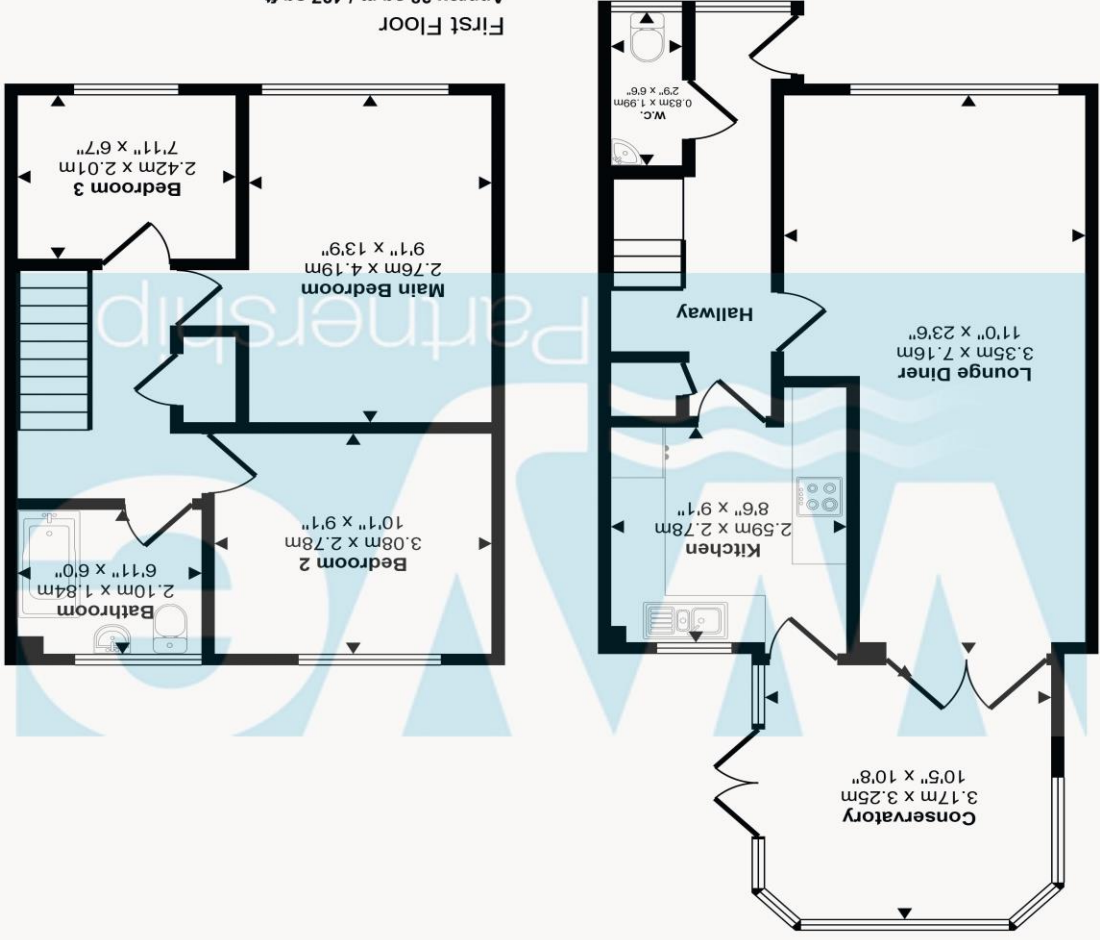 Conservatory
3.17m x 3.25m
10'5" x 10'8"
Kitchen
2.59m x 2.78m
8'6" x 9'1"
Lounge Diner
3.35m x 7.16m
11'0" x 23'6"
Hallway
W.C.
0.83m x 1.99m
2'9" x 6'6"
Bathroom
2.10m x 1.84m
6'11" x 6'0"
Bedroom 2
3.08m x 2.78m
10'1" x 9'1"
Main Bedroom
2.76m x 4.19m
9'1" x 13'9"
Bedroom 3
2.42m x 2.01m
7'11" x 6'7"
First Floor
Partnership